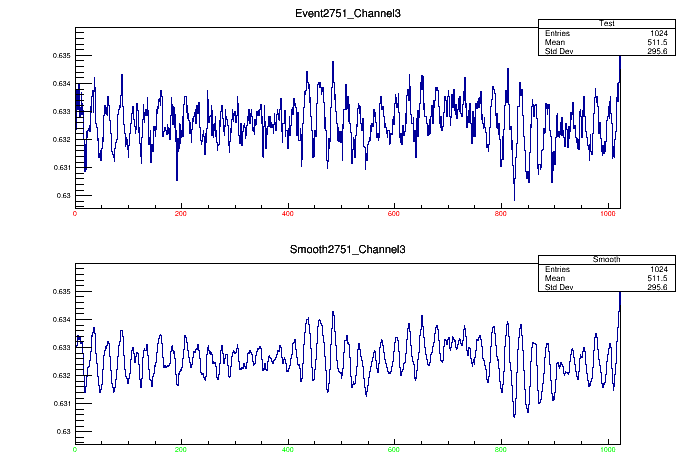 Event2751_Channel3
Test
Entries 1024
Mean 511.5
Std Dev 295.6
0.635
0.634
0.633
0.632
0.631
0.63
0 200 400 600 800 1000
Smooth2751_Channel3
Smooth
Entries 1024
Mean 511.5
Std Dev 295.6
0.635
0.634
0.633
0.632
0.631
0.63
0 200 400 600 800 1000